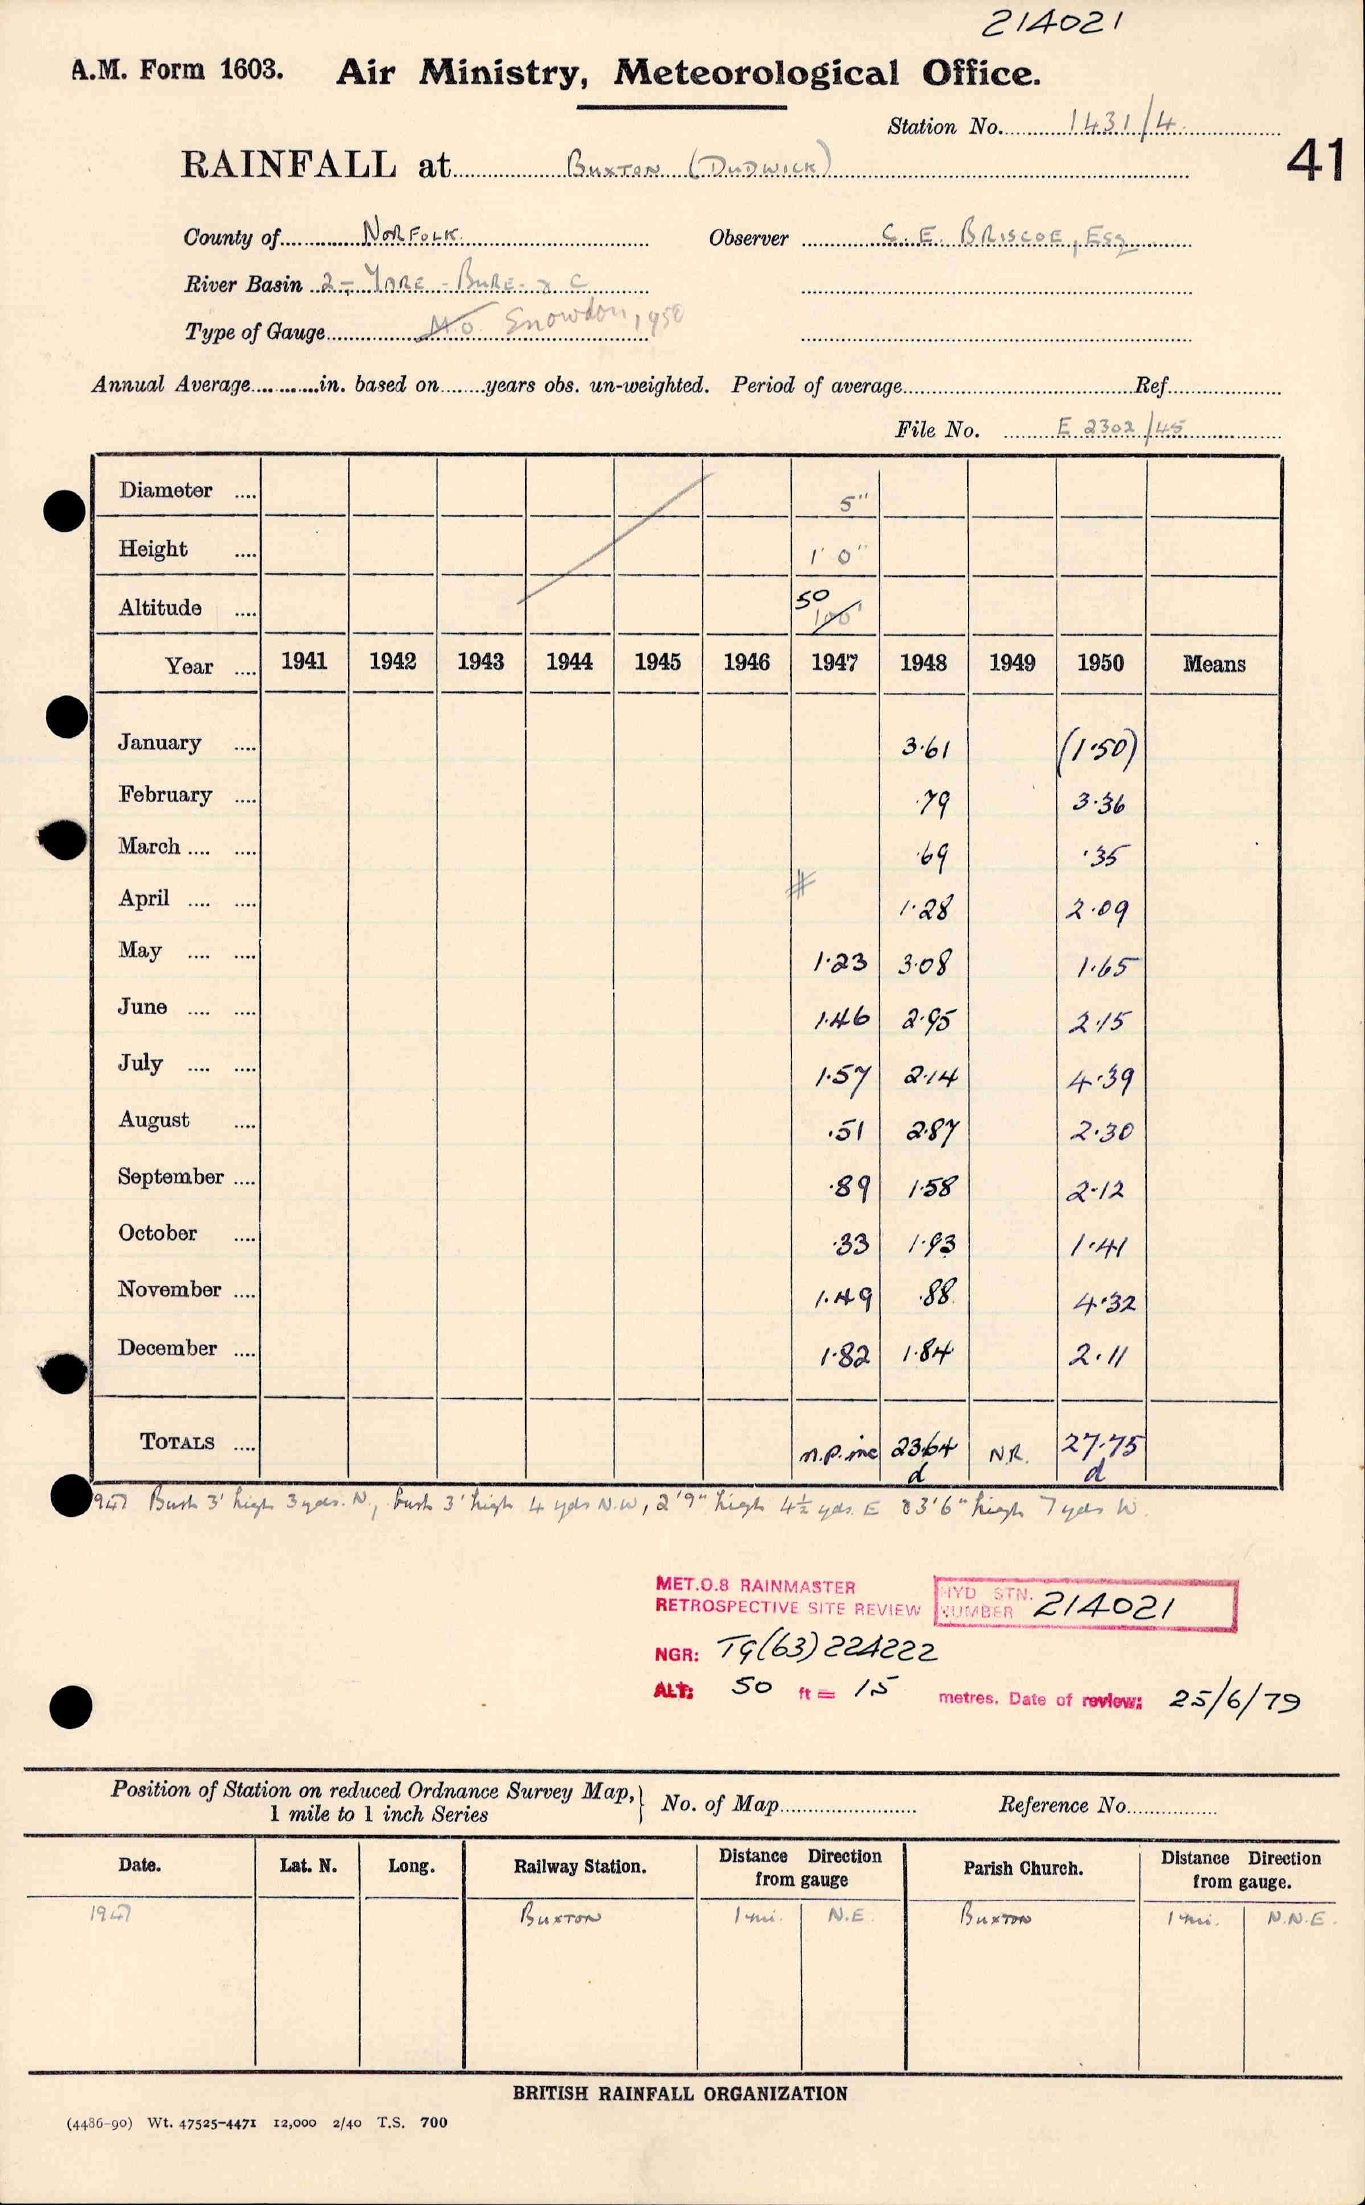 214021
A.M. Form 1603. Air Ministry, Meteorological Office.
Station No. 1431/4
41
RAINFALL at BUXTON (DUDWICK)
County of NORFOLK. Observer C. E. BRISCOE, Esq
River Basin 2 - YARE - BURE - & C
Type of Gauge M.O. Snowdon, 1950
Annual Average in. based on years obs. un-weighted. Period of average Ref
File No. E 2302/45
Diameter 5"
Height 1' 0"
Altitude 50 100'
Year 1941 1942 1943 1944 1945 1946 1947 1948 1949 1950 Means
January 3.61 (1.50)
February .79 3.36
March .69 .35
April 1.28 2.09
May 1.23 3.08 1.65
June 1.46 2.95 2.15
July 1.57 2.14 4.39
August .51 2.87 2.30
September .89 1.58 2.12
October .33 1.93 1.41
November 1.49 .88 4.32
December 1.82 1.84 2.11
TOTALS n.p. inc 23.64 N.R. 27.75
d d
1947 Bush 3' high 3 yds. N., bush 3' high 4 yds N.W, 2'9" high 4½ yds. E & 3'6" high 7 yds W.
MET.O.8 RAINMASTER
RETROSPECTIVE SITE REVIEW
HYD STN. NUMBER 214021
NGR: TG(63)224222
ALT: 50 ft = 15 metres. Date of review: 25/6/79
Position of Station on reduced Ordnance Survey Map, 1 mile to 1 inch Series
No. of Map Reference No.
Date. Lat. N. Long. Railway Station. Distance Direction from gauge Parish Church. Distance Direction from gauge.
1947 BUXTON 1 mi. N.E. BUXTON 1 mi. N.N.E.
BRITISH RAINFALL ORGANIZATION
(4486-90) Wt. 47525-4471 12,000 2/40 T.S. 700